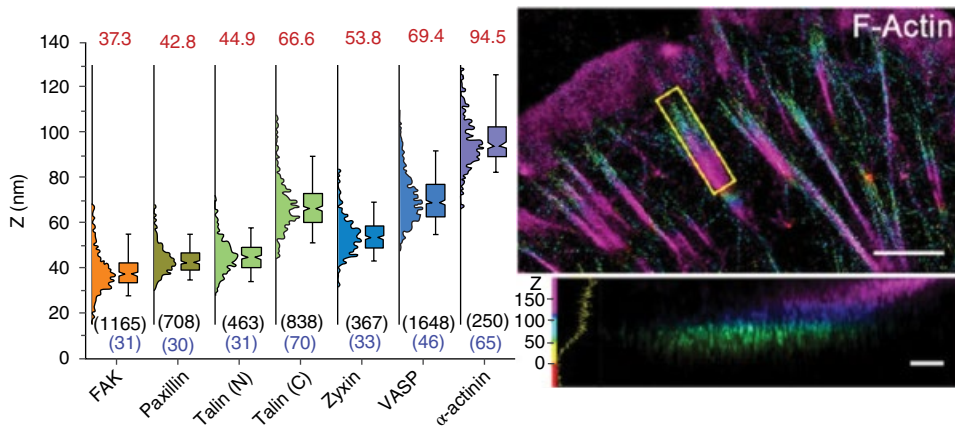 37.3 42.8 44.9 66.6 53.8 69.4 94.5
Z (nm)
140
120
100
80
60
40
20
0
(1165) (708) (463) (838) (367) (1648) (250)
(31) (30) (31) (70) (33) (46) (65)
FAK
Paxillin
Talin (N)
Talin (C)
Zyxin
VASP
α-actinin
F-Actin
Z
150
100
50
0